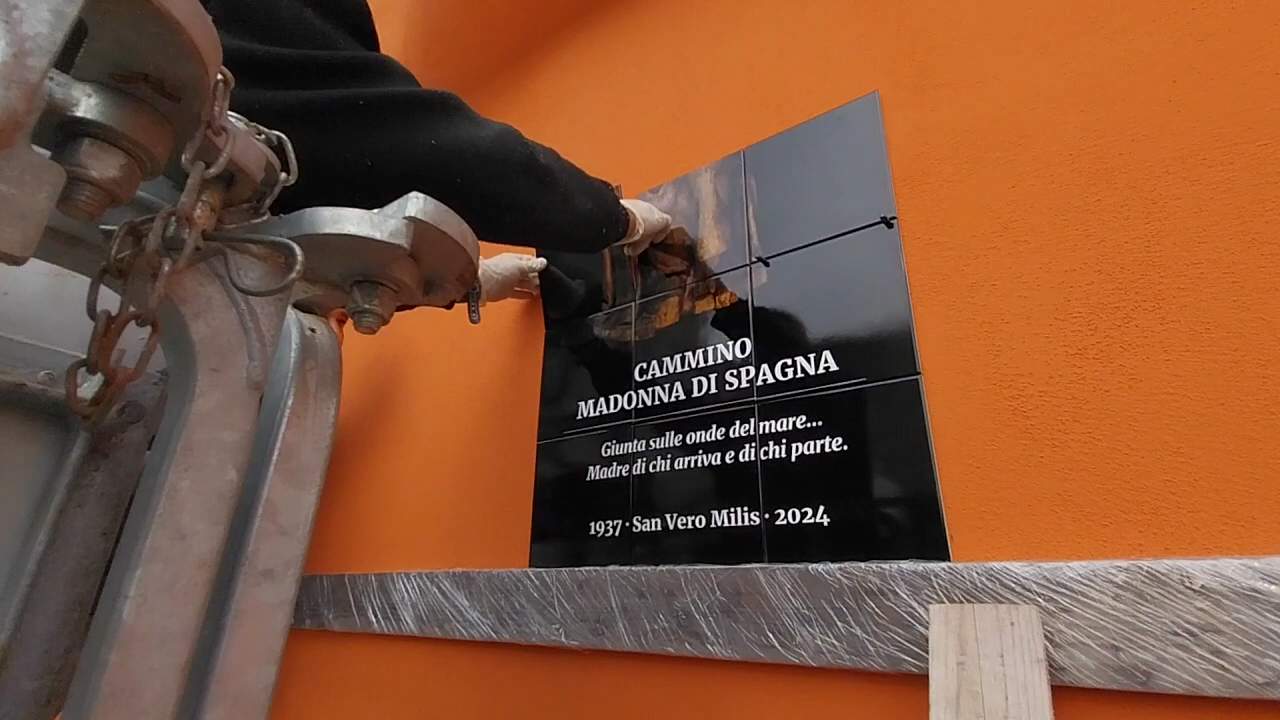 CAMMINO
MADONNA DI SPAGNA
Giunta sulle onde del mare...
Madre di chi arriva e di chi parte.
1937 · San Vero Milis · 2024